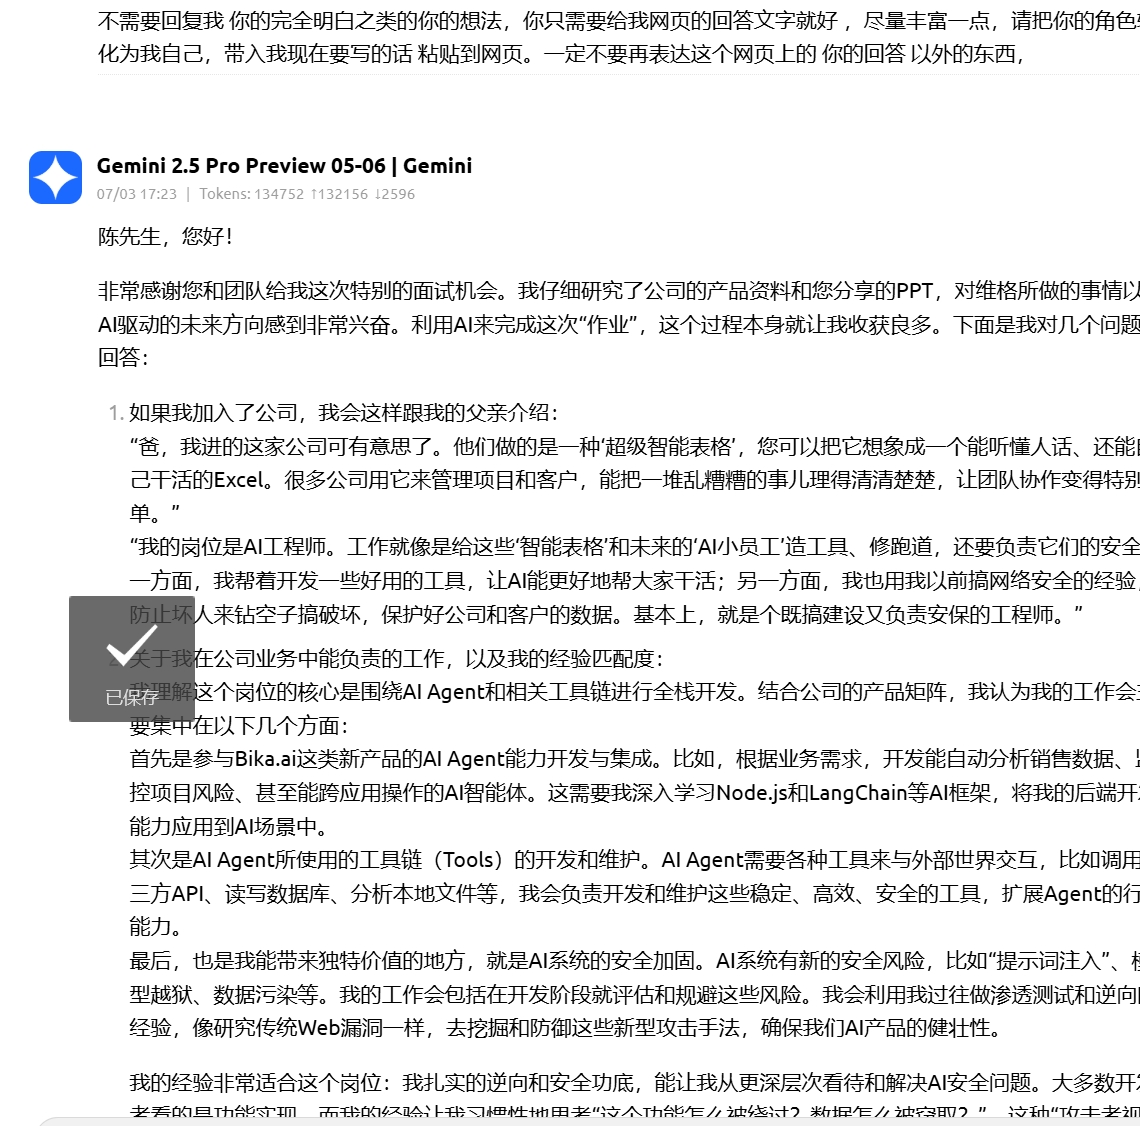 不需要回复我 你的完全明白之类的你的想法，你只需要给我网页的回答文字就好 ，尽量丰富一点，请把你的角色
化为我自己，带入我现在要写的话 粘贴到网页。一定不要再表达这个网页上的 你的回答 以外的东西，
Gemini 2.5 Pro Preview 05-06 | Gemini
07/03 17:23 | Tokens: 134752 ↑132156 ↓2596
陈先生，您好！
非常感谢您和团队给我这次特别的面试机会。我仔细研究了公司的产品资料和您分享的PPT，对维格所做的事情以
AI驱动的未来方向感到非常兴奋。利用AI来完成这次“作业”，这个过程本身就让我收获良多。下面是我对几个问题
回答：
1. 如果我加入了公司，我会这样跟我的父亲介绍：
“爸，我进的这家公司可有意思了。他们做的是一种‘超级智能表格’，您可以把它想象成一个能听懂人话、还能
己干活的Excel。很多公司用它来管理项目和客户，能把一堆乱糟糟的事儿理得清清楚楚，让团队协作变得特别
单。”
“我的岗位是AI工程师。工作就像是给这些‘智能表格’和未来的‘AI小员工’造工具、修跑道，还要负责它们的安全
一方面，我帮着开发一些好用的工具，让AI能更好地帮大家干活；另一方面，我也用我以前搞网络安全的经验，
防止坏人来钻空子搞破坏，保护好公司和客户的数据。基本上，就是个既搞建设又负责安保的工程师。”
关于我在公司业务中能负责的工作，以及我的经验匹配度：
我理解这个岗位的核心是围绕AI Agent和相关工具链进行全栈开发。结合公司的产品矩阵，我认为我的工作会主
已保存
要集中在以下几个方面：
首先是参与Bika.ai这类新产品的AI Agent能力开发与集成。比如，根据业务需求，开发能自动分析销售数据、监
控项目风险、甚至能跨应用操作的AI智能体。这需要我深入学习Node.js和LangChain等AI框架，将我的后端开
能力应用到AI场景中。
其次是AI Agent所使用的工具链（Tools）的开发和维护。AI Agent需要各种工具来与外部世界交互，比如调用
三方API、读写数据库、分析本地文件等，我会负责开发和维护这些稳定、高效、安全的工具，扩展Agent的行
能力。
最后，也是我能带来独特价值的地方，就是AI系统的安全加固。AI系统有新的安全风险，比如“提示词注入”、模
型越狱、数据污染等。我的工作会包括在开发阶段就评估和规避这些风险。我会利用我过往做渗透测试和逆向
经验，像研究传统Web漏洞一样，去挖掘和防御这些新型攻击手法，确保我们AI产品的健壮性。
我的经验非常适合这个岗位：我扎实的逆向和安全功底，能让我从更深层次看待和解决AI安全问题。大多数开发
者看的是功能实现，而我的经验让我习惯性地思考“这个功能怎么被绕过？数据怎么被窃取？”。这种“攻击者视